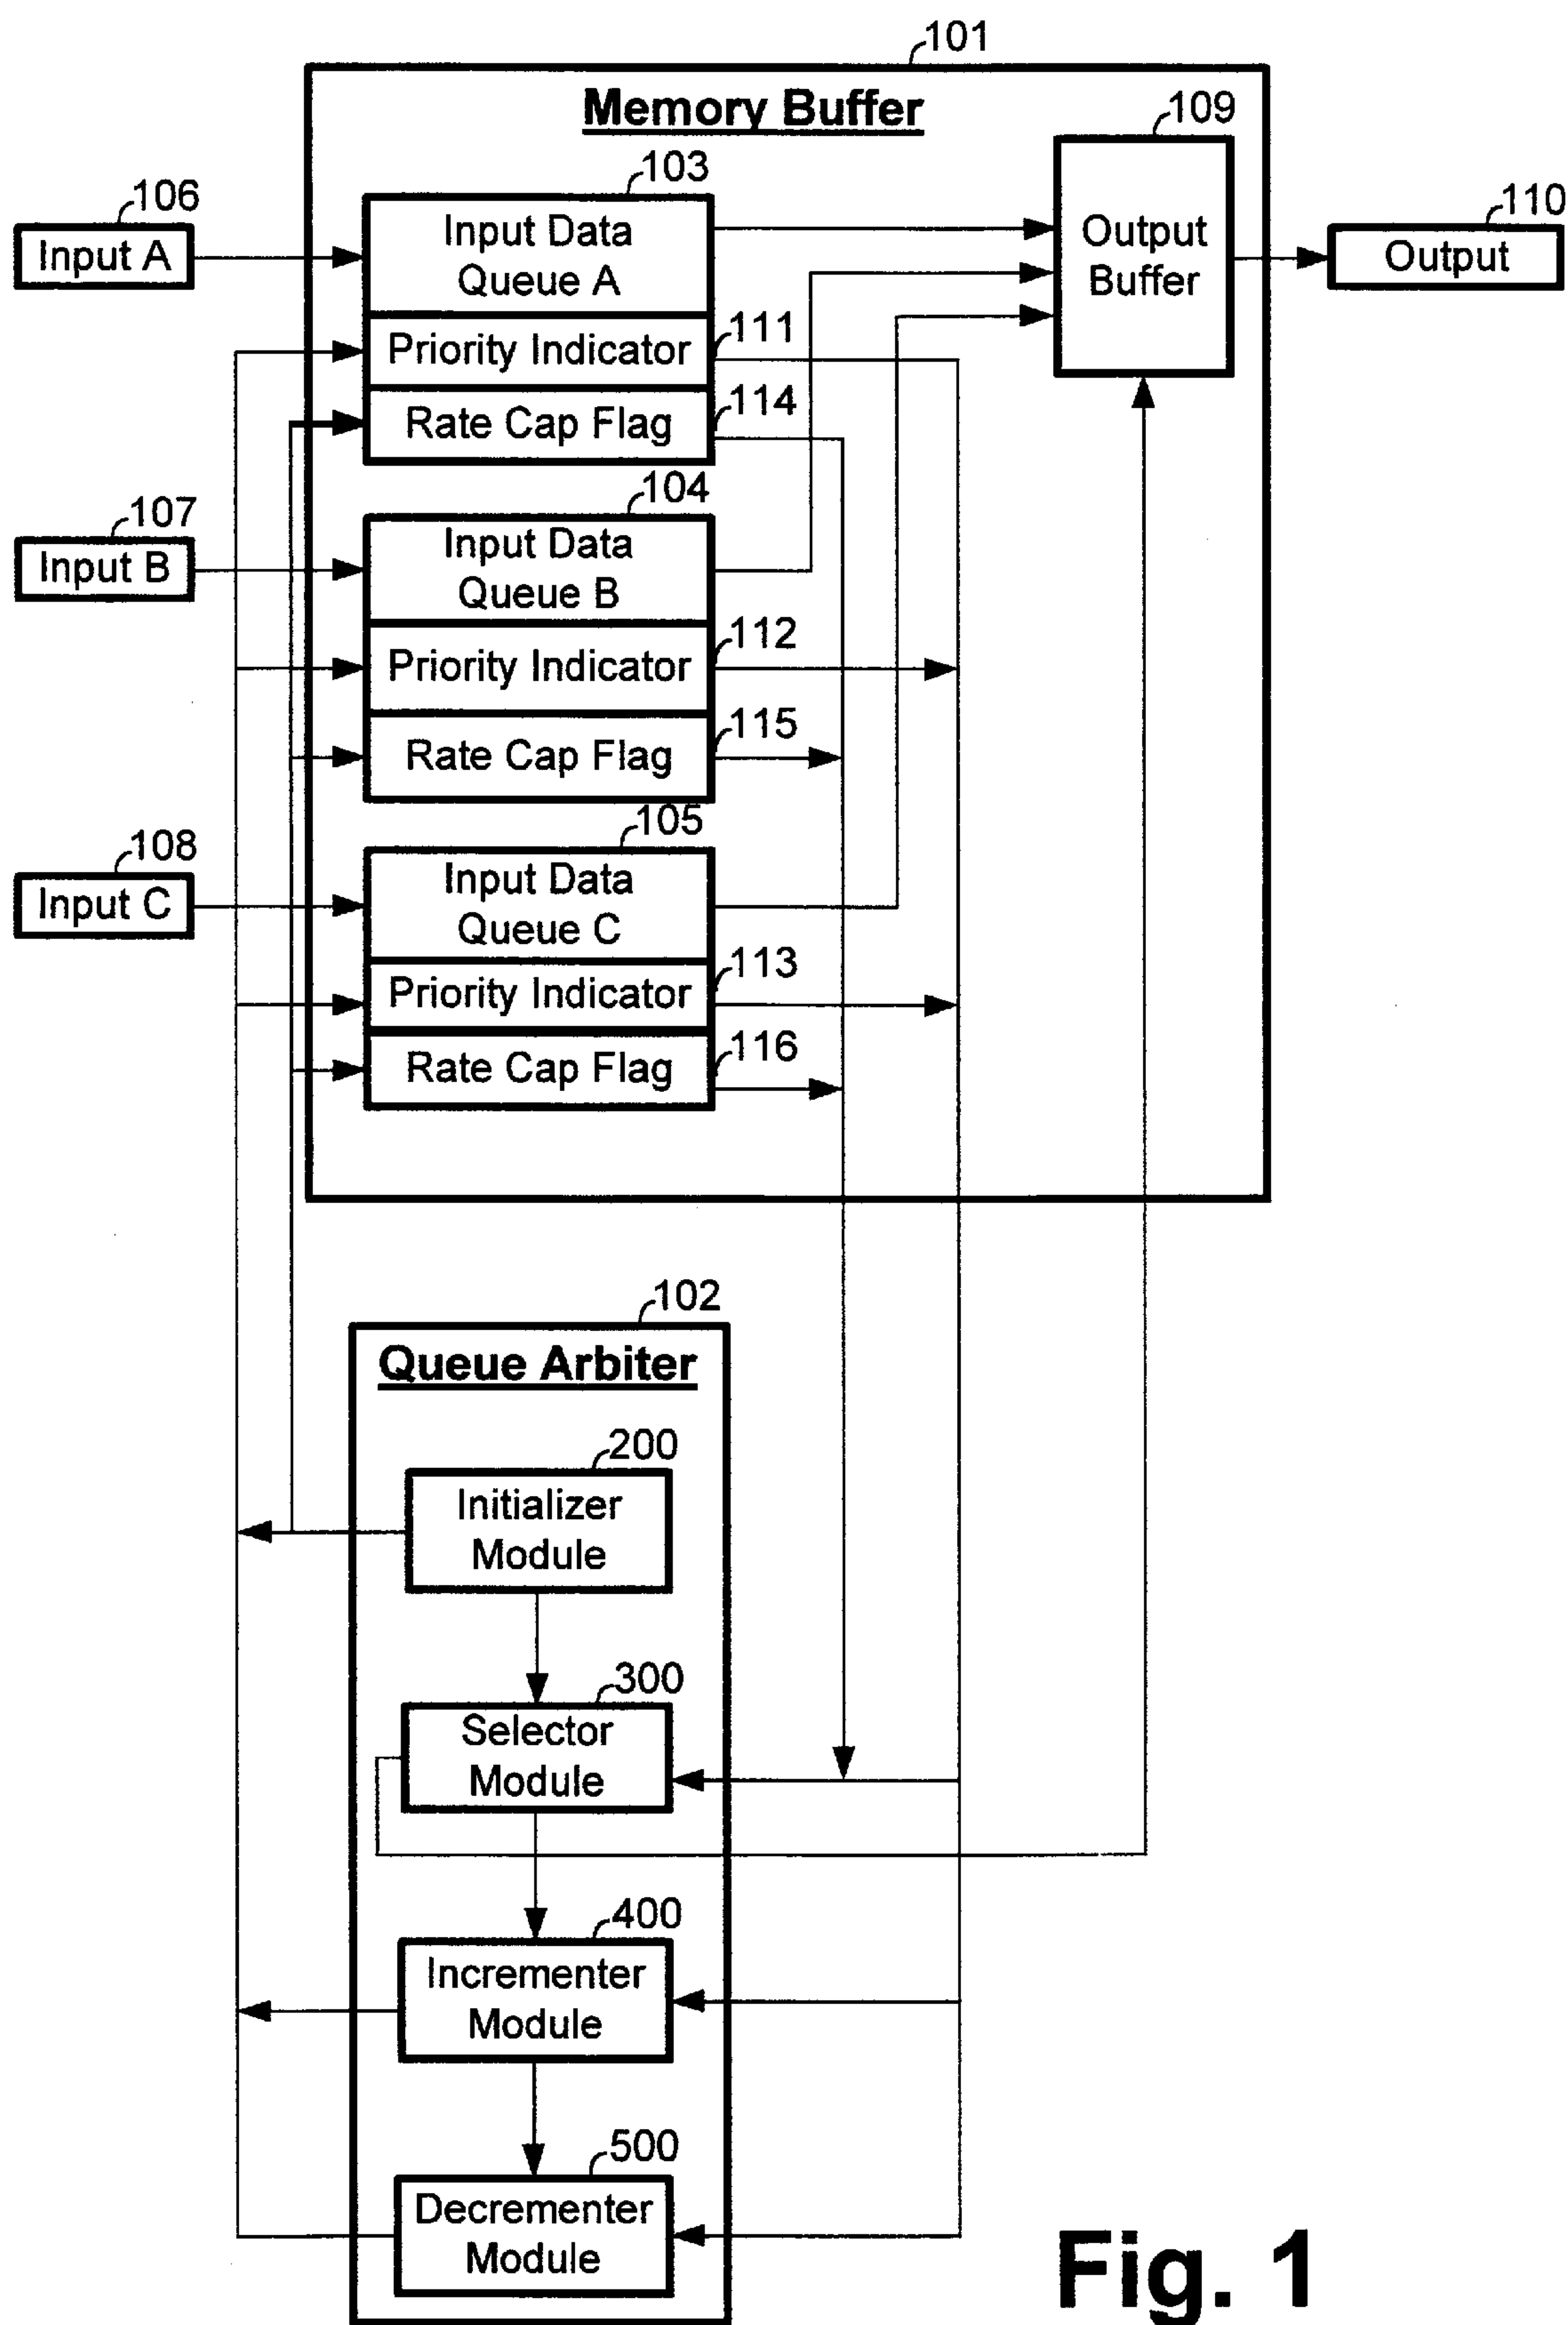 101
Memory Buffer
109
103
106
Input A
Input Data
Queue A
Output
Buffer
110
Output
111
Priority Indicator
114
Rate Cap Flag
104
107
Input B
Input Data
Queue B
112
Priority Indicator
115
Rate Cap Flag
105
108
Input C
Input Data
Queue C
113
Priority Indicator
116
Rate Cap Flag
102
Queue Arbiter
200
Initializer
Module
300
Selector
Module
400
Incrementer
Module
500
Decrementer
Module
Fig. 1